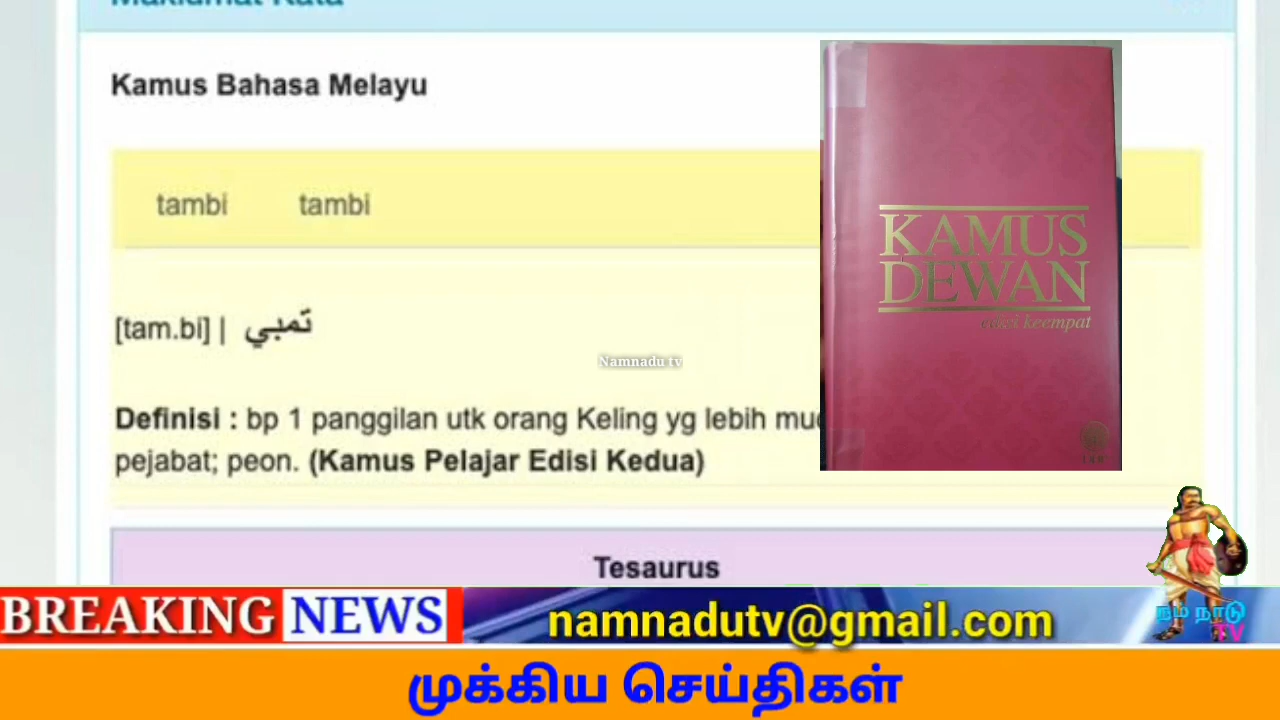 Maklumat Kata
Kamus Bahasa Melayu
tambi tambi
[tam.bi] | تمبي
Definisi : bp 1 panggilan utk orang Keling yg lebih
pejabat; peon. (Kamus Pelajar Edisi Kedua)
Tesaurus
KAMUS
DEWAN
edisi keempat
Namnadu tv
நம் நாடு
TV
BREAKING NEWS
namnadutv@gmail.com
முக்கிய செய்திகள்